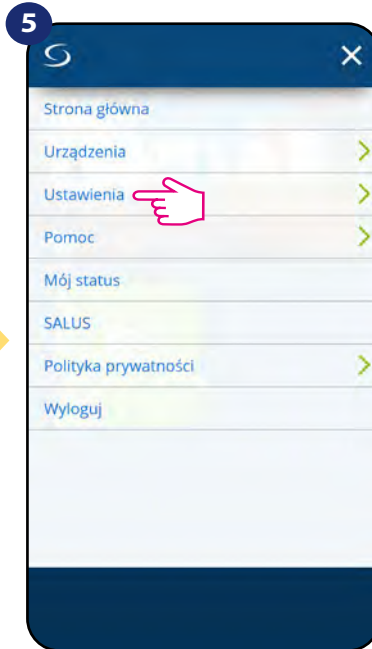 5
Strona główna
Urządzenia
Ustawienia
Pomoc
Mój status
SALUS
Polityka prywatności
Wyloguj